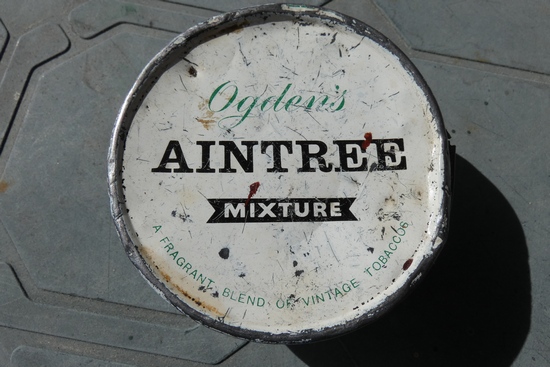 Ogden's
AINTREE
MIXTURE
A FRAGRANT BLEND OF VINTAGE TOBACCOS